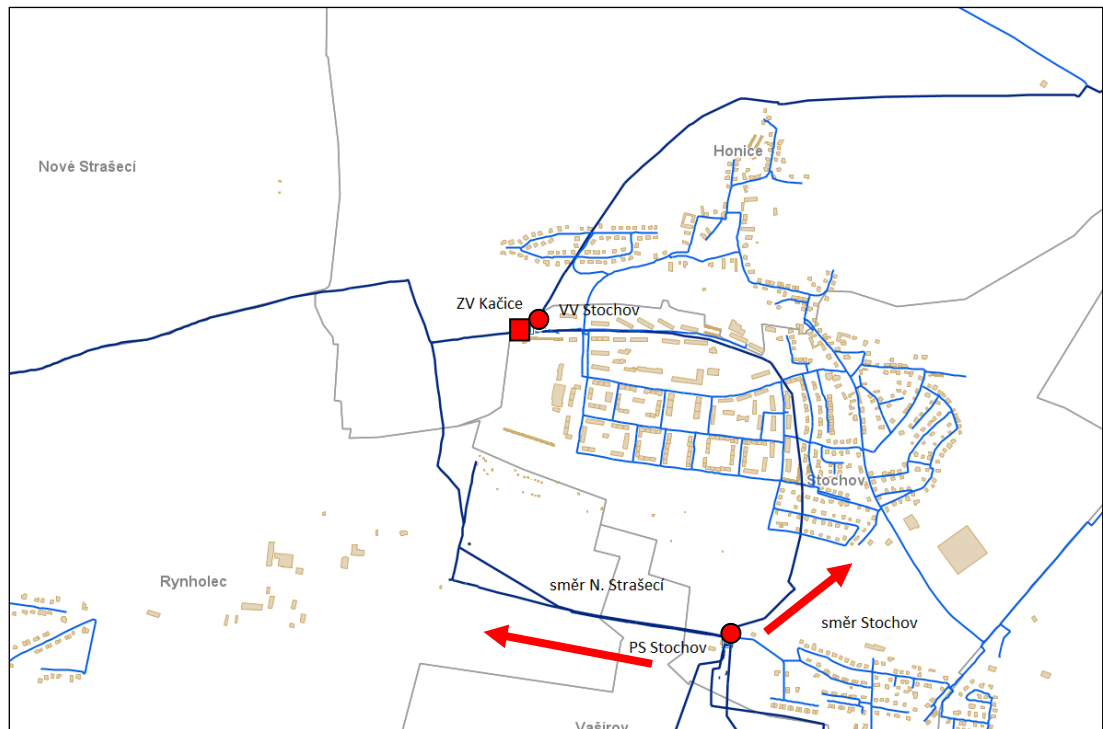 Honice
Nové Strašecí
ZV Kačice
VV Stochov
Stochov
Rynholec
směr N. Strašecí
směr Stochov
PS Stochov
Vašírov